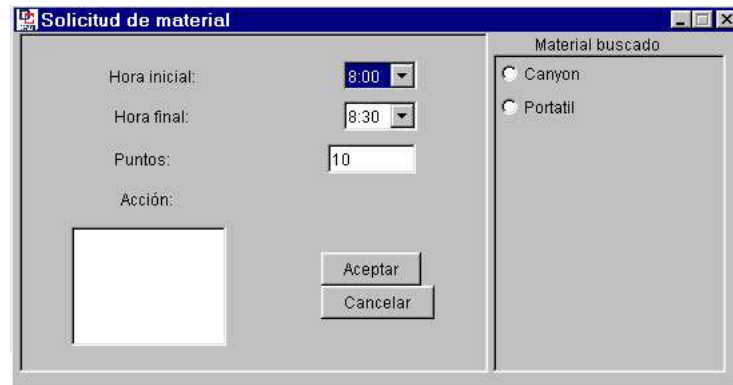 Solicitud de material
Hora inicial:
8:00
Hora final:
8:30
Puntos:
10
Acción:
Aceptar
Cancelar
Material buscado
Canyon
Portatil